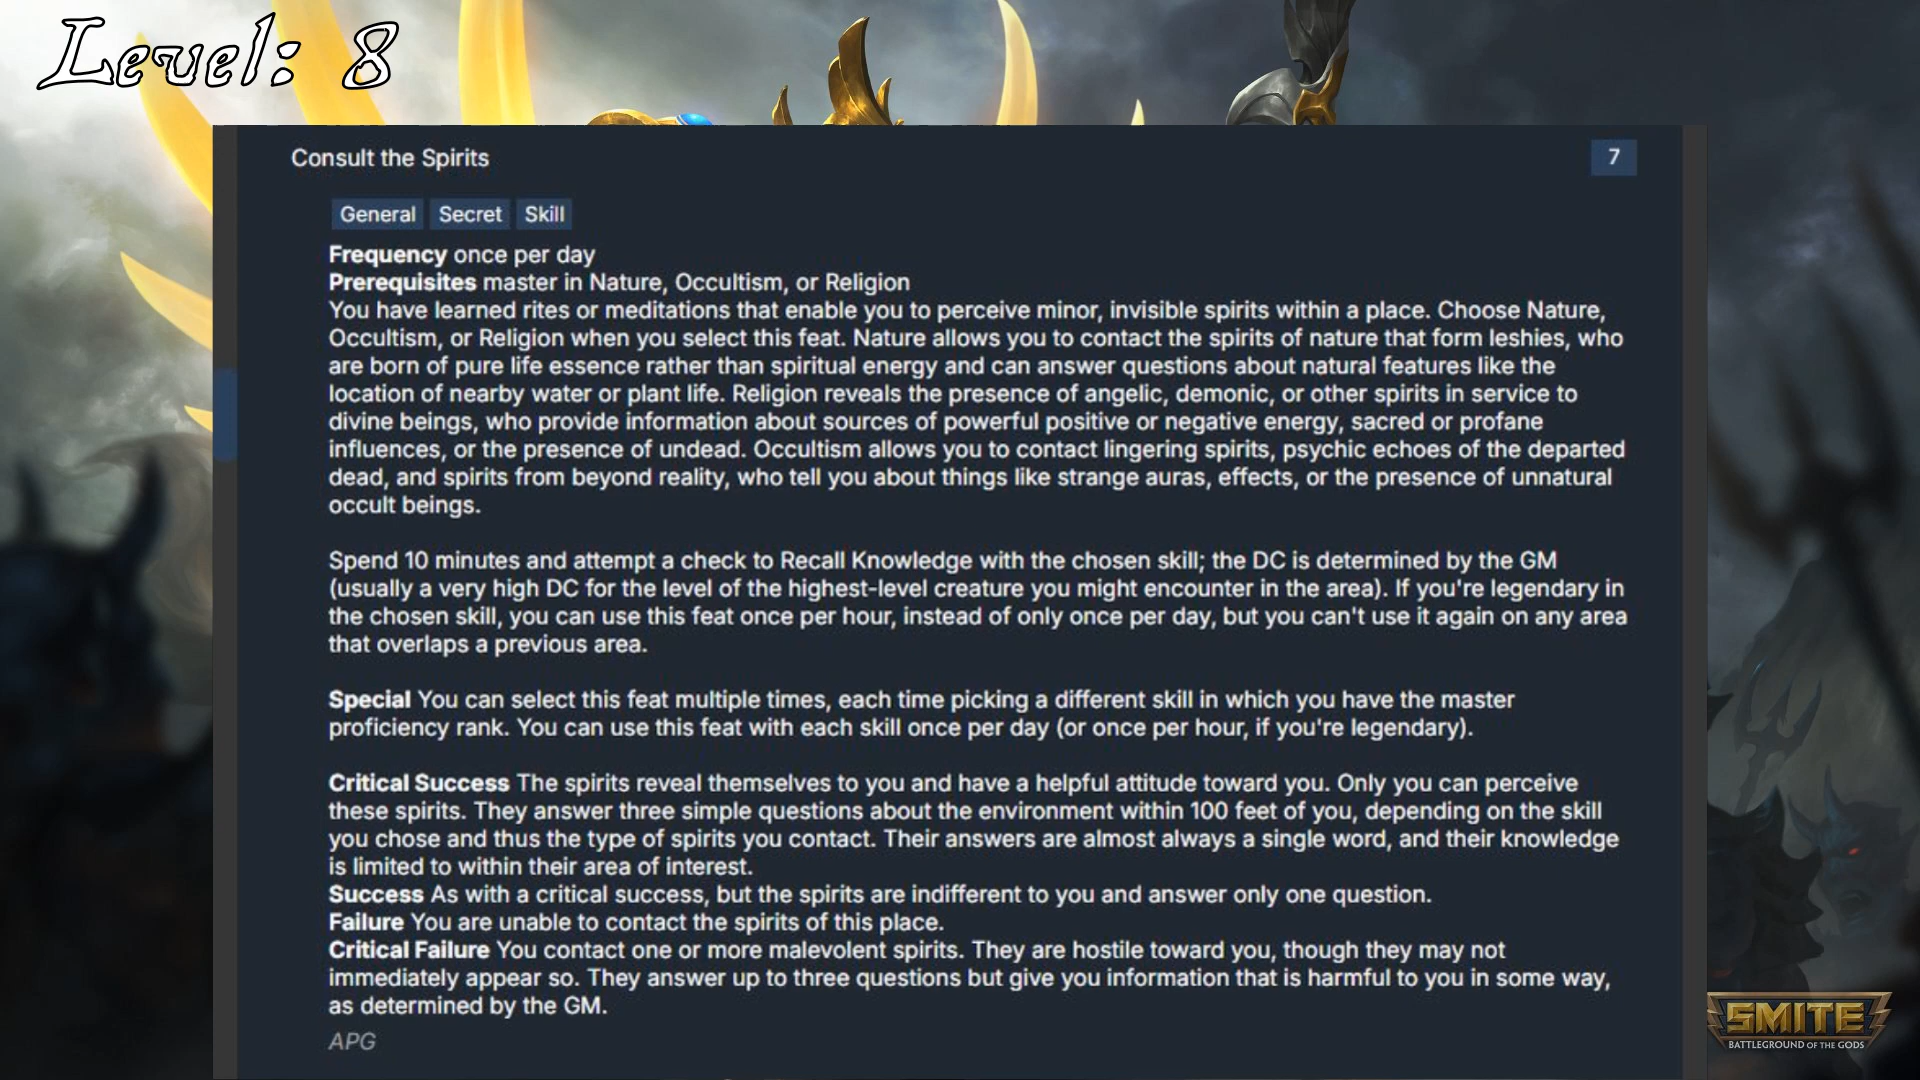 Level: 8
Consult the Spirits
7
General Secret Skill
Frequency once per day
Prerequisites master in Nature, Occultism, or Religion
You have learned rites or meditations that enable you to perceive minor, invisible spirits within a place. Choose Nature,
Occultism, or Religion when you select this feat. Nature allows you to contact the spirits of nature that form leshies, who
are born of pure life essence rather than spiritual energy and can answer questions about natural features like the
location of nearby water or plant life. Religion reveals the presence of angelic, demonic, or other spirits in service to
divine beings, who provide information about sources of powerful positive or negative energy, sacred or profane
influences, or the presence of undead. Occultism allows you to contact lingering spirits, psychic echoes of the departed
dead, and spirits from beyond reality, who tell you about things like strange auras, effects, or the presence of unnatural
occult beings.
Spend 10 minutes and attempt a check to Recall Knowledge with the chosen skill; the DC is determined by the GM
(usually a very high DC for the level of the highest-level creature you might encounter in the area). If you're legendary in
the chosen skill, you can use this feat once per hour, instead of only once per day, but you can't use it again on any area
that overlaps a previous area.
Special You can select this feat multiple times, each time picking a different skill in which you have the master
proficiency rank. You can use this feat with each skill once per day (or once per hour, if you're legendary).
Critical Success The spirits reveal themselves to you and have a helpful attitude toward you. Only you can perceive
these spirits. They answer three simple questions about the environment within 100 feet of you, depending on the skill
you chose and thus the type of spirits you contact. Their answers are almost always a single word, and their knowledge
is limited to within their area of interest.
Success As with a critical success, but the spirits are indifferent to you and answer only one question.
Failure You are unable to contact the spirits of this place.
Critical Failure You contact one or more malevolent spirits. They are hostile toward you, though they may not
immediately appear so. They answer up to three questions but give you information that is harmful to you in some way,
as determined by the GM.
APG
SMITE
BATTLEGROUND OF THE GODS